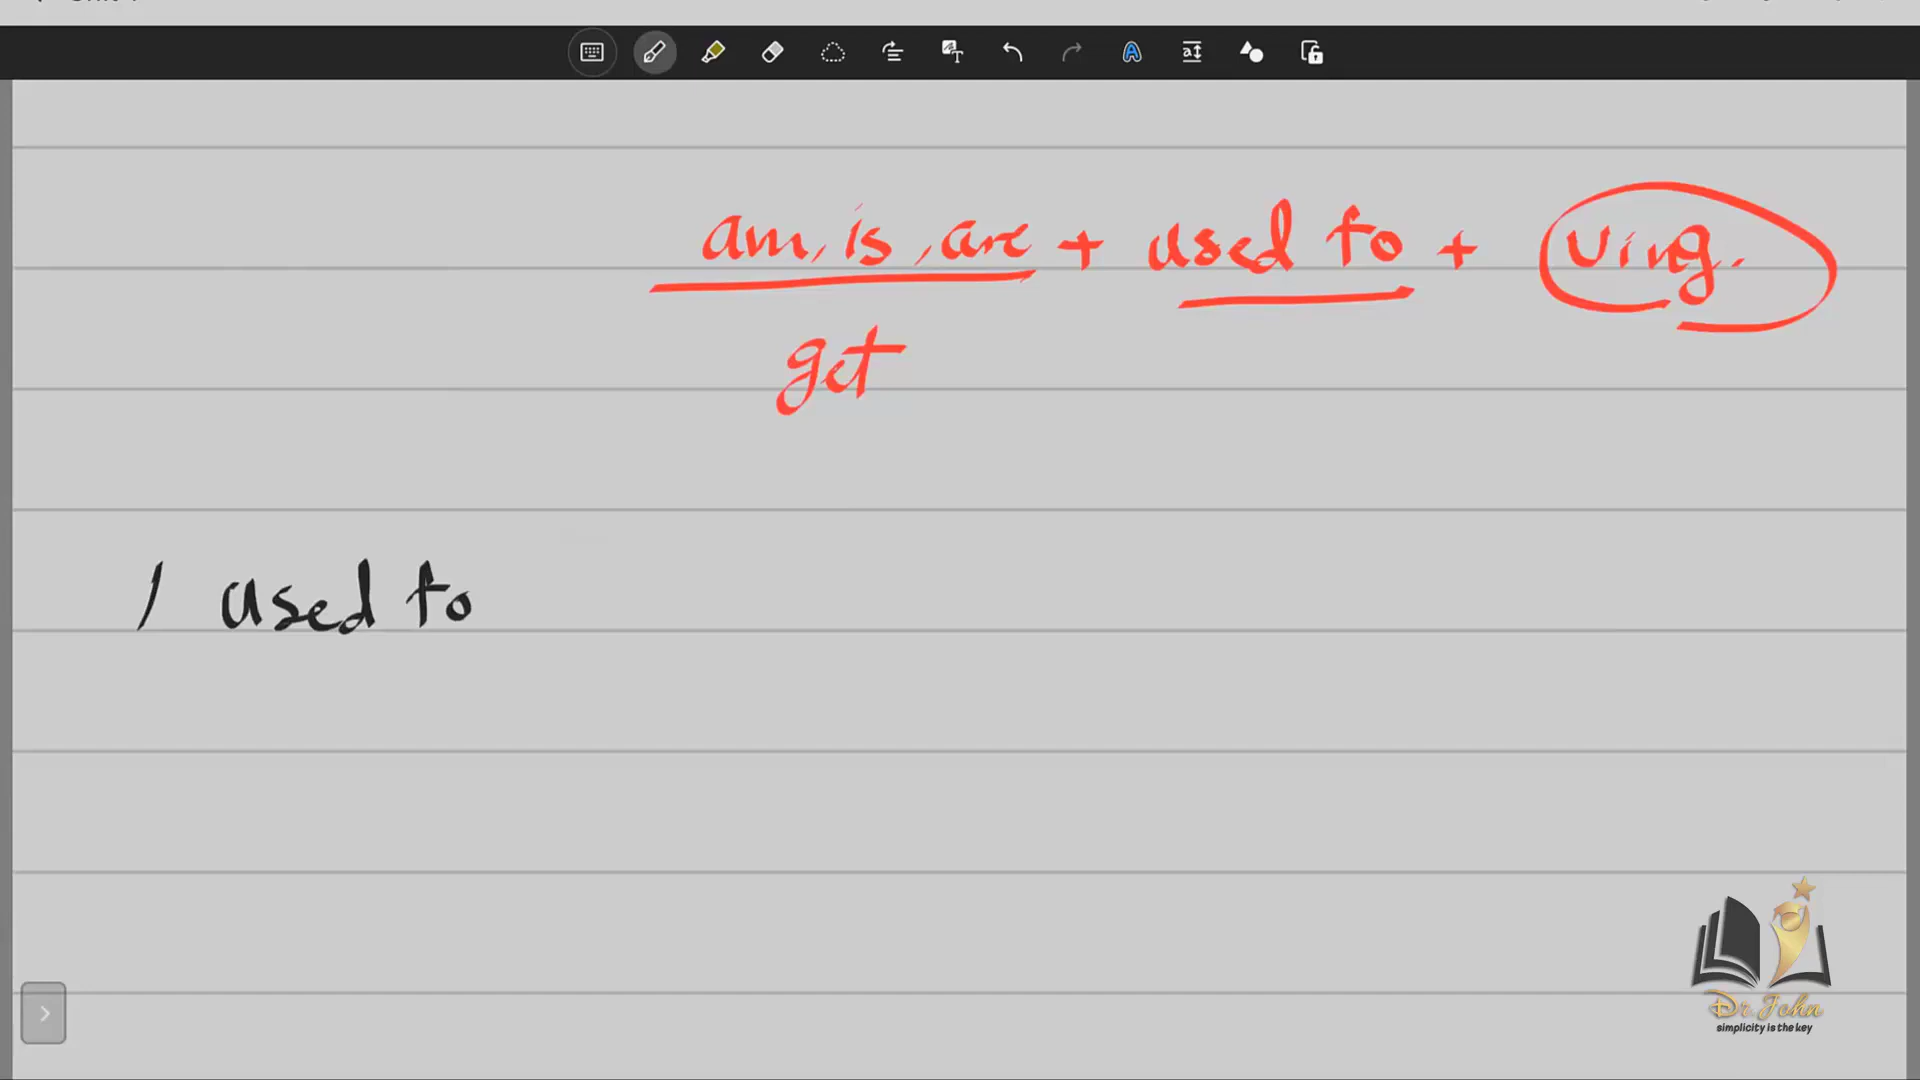 am, is, are + used to + Ving.
get
I used to
Dr. John
simplicity is the key